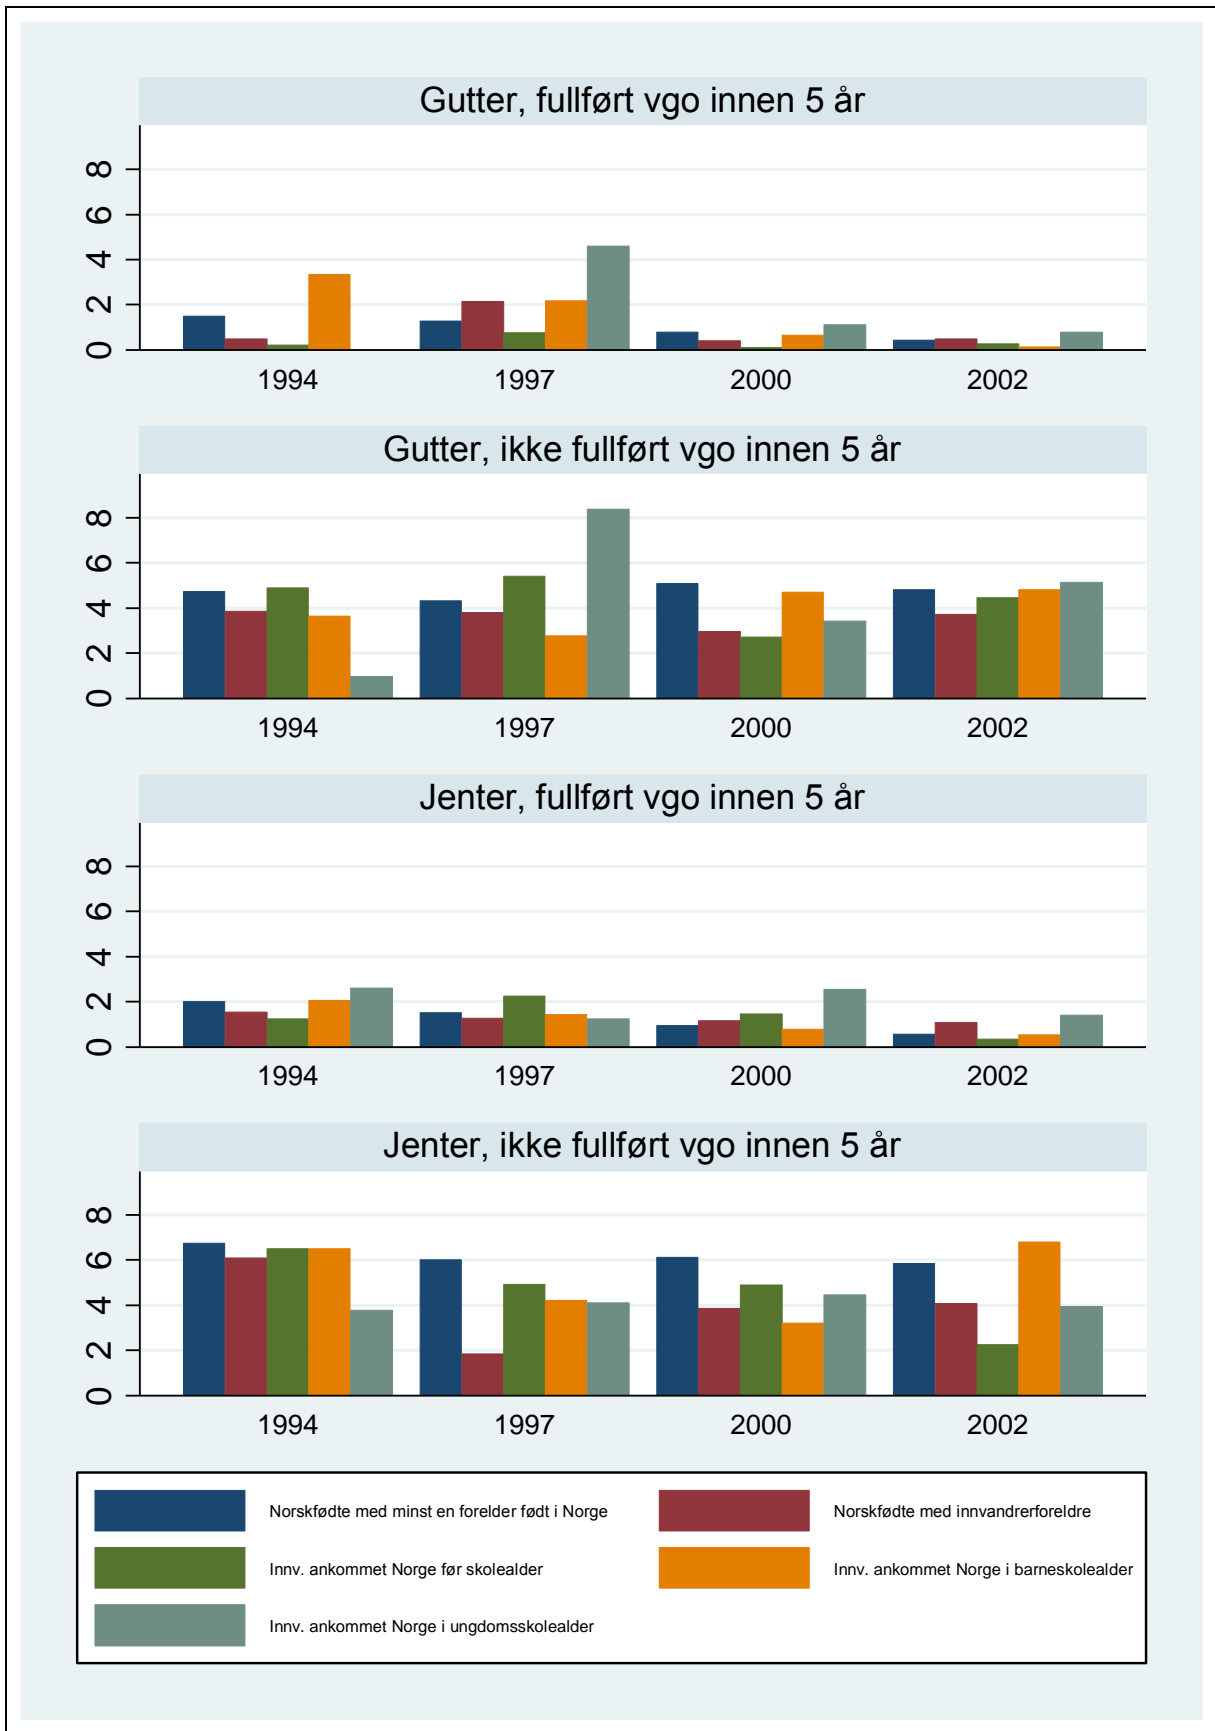 Gutter, fullført vgo innen 5 år
8
6
4
2
0
1994 1997 2000 2002
Gutter, ikke fullført vgo innen 5 år
8
6
4
2
0
1994 1997 2000 2002
Jenter, fullført vgo innen 5 år
8
6
4
2
0
1994 1997 2000 2002
Jenter, ikke fullført vgo innen 5 år
8
6
4
2
0
1994 1997 2000 2002
Norskfødte med minst en forelder født i Norge Norskfødte med innvandrerforeldre
Innv. ankommet Norge før skolealder Innv. ankommet Norge i barneskolealder
Innv. ankommet Norge i ungdomsskolealder